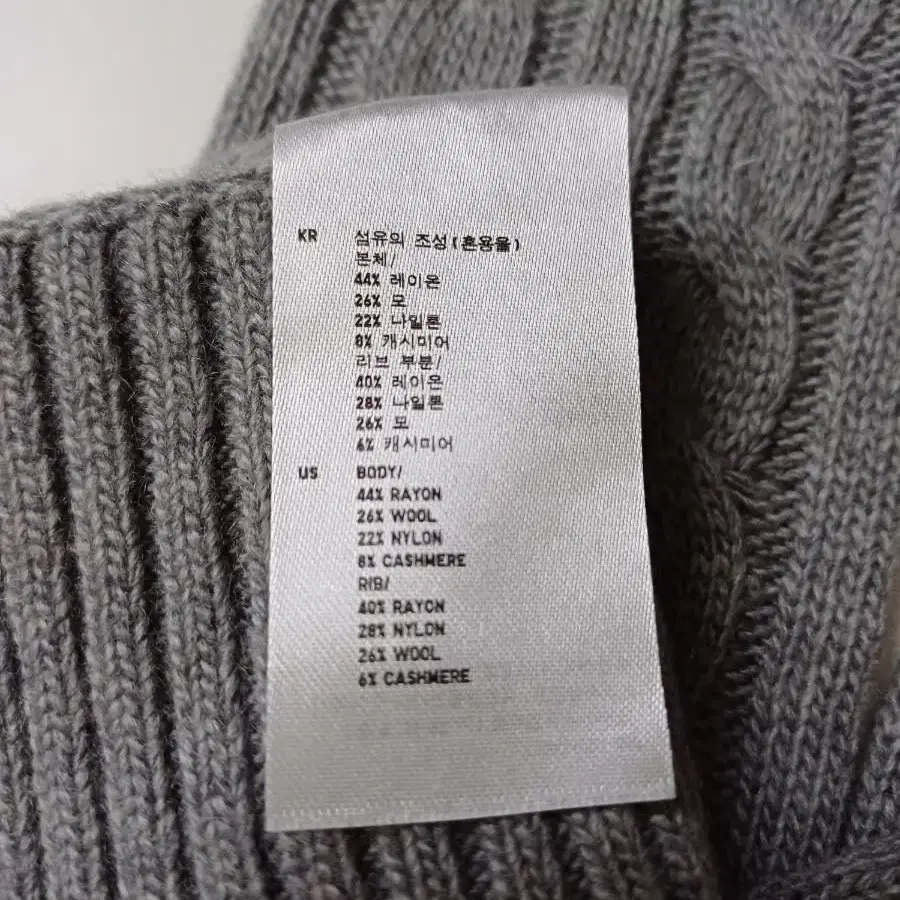 KR 섬유의 조성(혼용율)
본체/
44% 레이온
26% 모
22% 나일론
8% 캐시미어
리브 부분/
40% 레이온
28% 나일론
26% 모
6% 캐시미어
US BODY/
44% RAYON
26% WOOL
22% NYLON
8% CASHMERE
RIB/
40% RAYON
28% NYLON
26% WOOL
6% CASHMERE